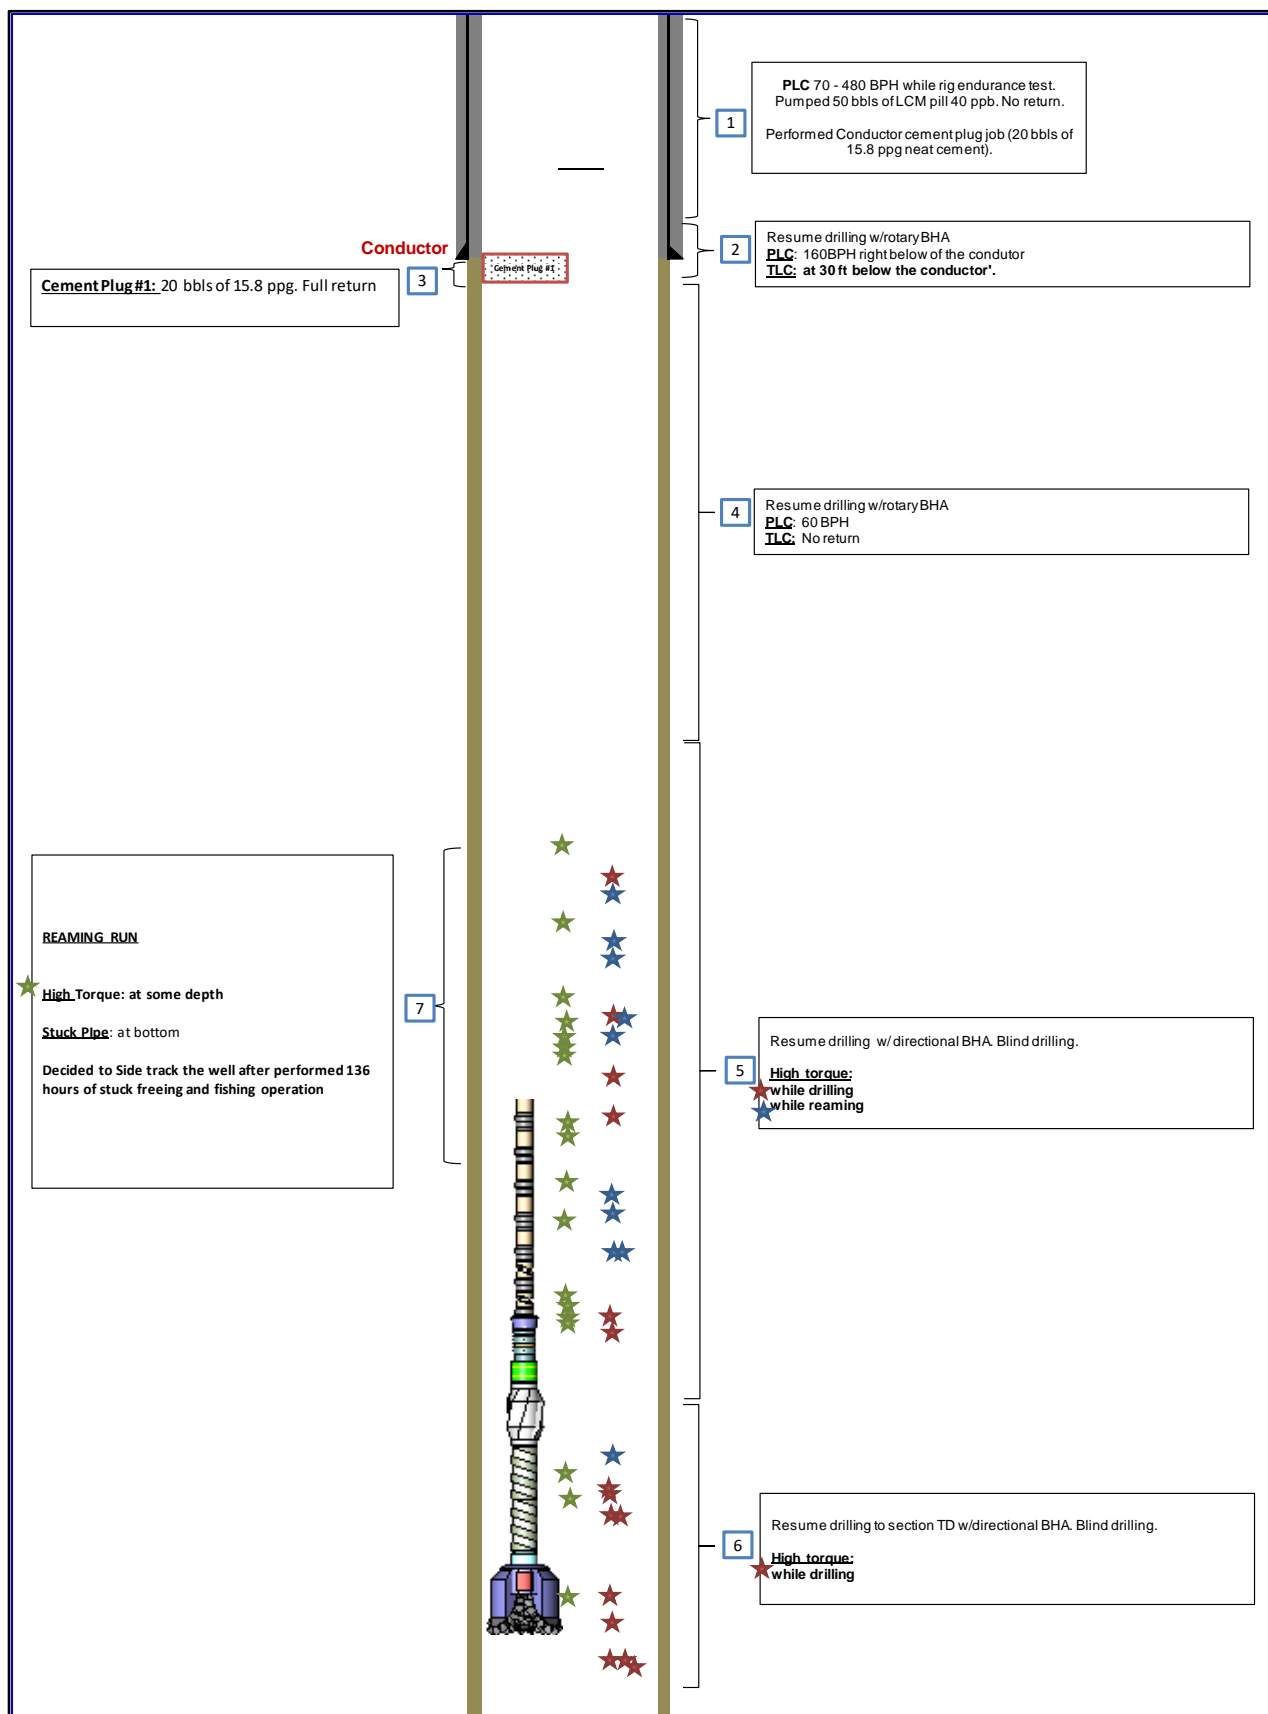 PLC 70 - 480 BPH while rig endurance test.
Pumped 50 bbls of LCM pill 40 ppb. No return.
Performed Conductor cement plug job (20 bbls of
15.8 ppg neat cement).
1
Resume drilling w/rotary BHA
PLC: 160BPH right below of the condutor
TLC: at 30 ft below the conductor'.
2
Conductor
Cement Plug #1
3
Cement Plug #1: 20 bbls of 15.8 ppg. Full return
4
Resume drilling w/rotary BHA
PLC: 60 BPH
TLC: No return
REAMING RUN
High Torque: at some depth
Stuck PIpe: at bottom
Decided to Side track the well after performed 136
hours of stuck freeing and fishing operation
7
5
Resume drilling w/ directional BHA. Blind drilling.
High torque:
while drilling
while reaming
6
Resume drilling to section TD w/directional BHA. Blind drilling.
High torque:
while drilling